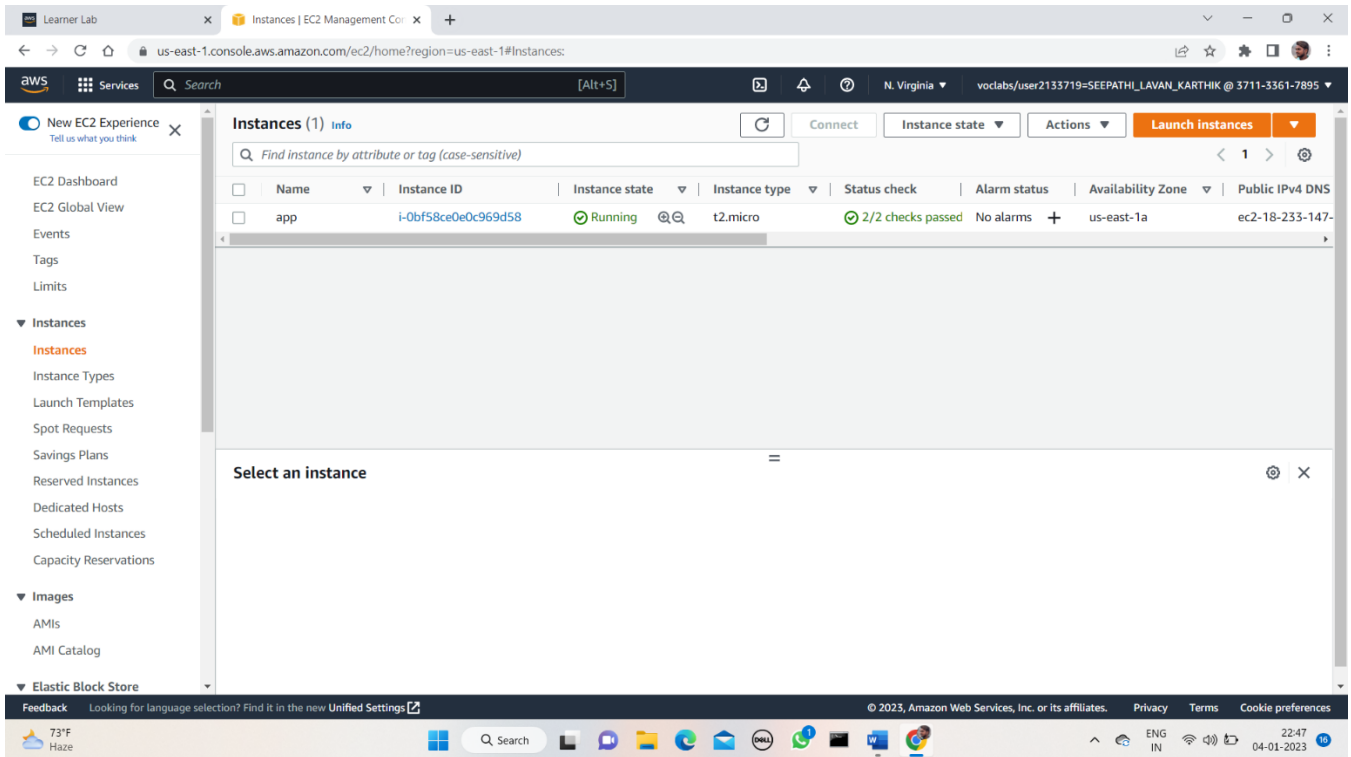 Learner Lab
Instances | EC2 Management Cor
us-east-1.console.aws.amazon.com/ec2/home?region=us-east-1#Instances:
aws Services Search [Alt+S] N. Virginia voclabs/user2133719=SEEPATHI_LAVAN_KARTHIK @ 3711-3361-7895
New EC2 Experience
Tell us what you think
EC2 Dashboard
EC2 Global View
Events
Tags
Limits
Instances
Instances
Instance Types
Launch Templates
Spot Requests
Savings Plans
Reserved Instances
Dedicated Hosts
Scheduled Instances
Capacity Reservations
Images
AMIs
AMI Catalog
Elastic Block Store
Instances (1) Info Connect Instance state Actions Launch instances
Find instance by attribute or tag (case-sensitive) 1
Name Instance ID Instance state Instance type Status check Alarm status Availability Zone Public IPv4 DNS
app i-0bf58ce0e0c969d58 Running t2.micro 2/2 checks passed No alarms us-east-1a ec2-18-233-147-
Select an instance
Feedback Looking for language selection? Find it in the new Unified Settings © 2023, Amazon Web Services, Inc. or its affiliates. Privacy Terms Cookie preferences
73°F
Haze
Search
DELL
1
W
ENG
IN
22:47
04-01-2023
16